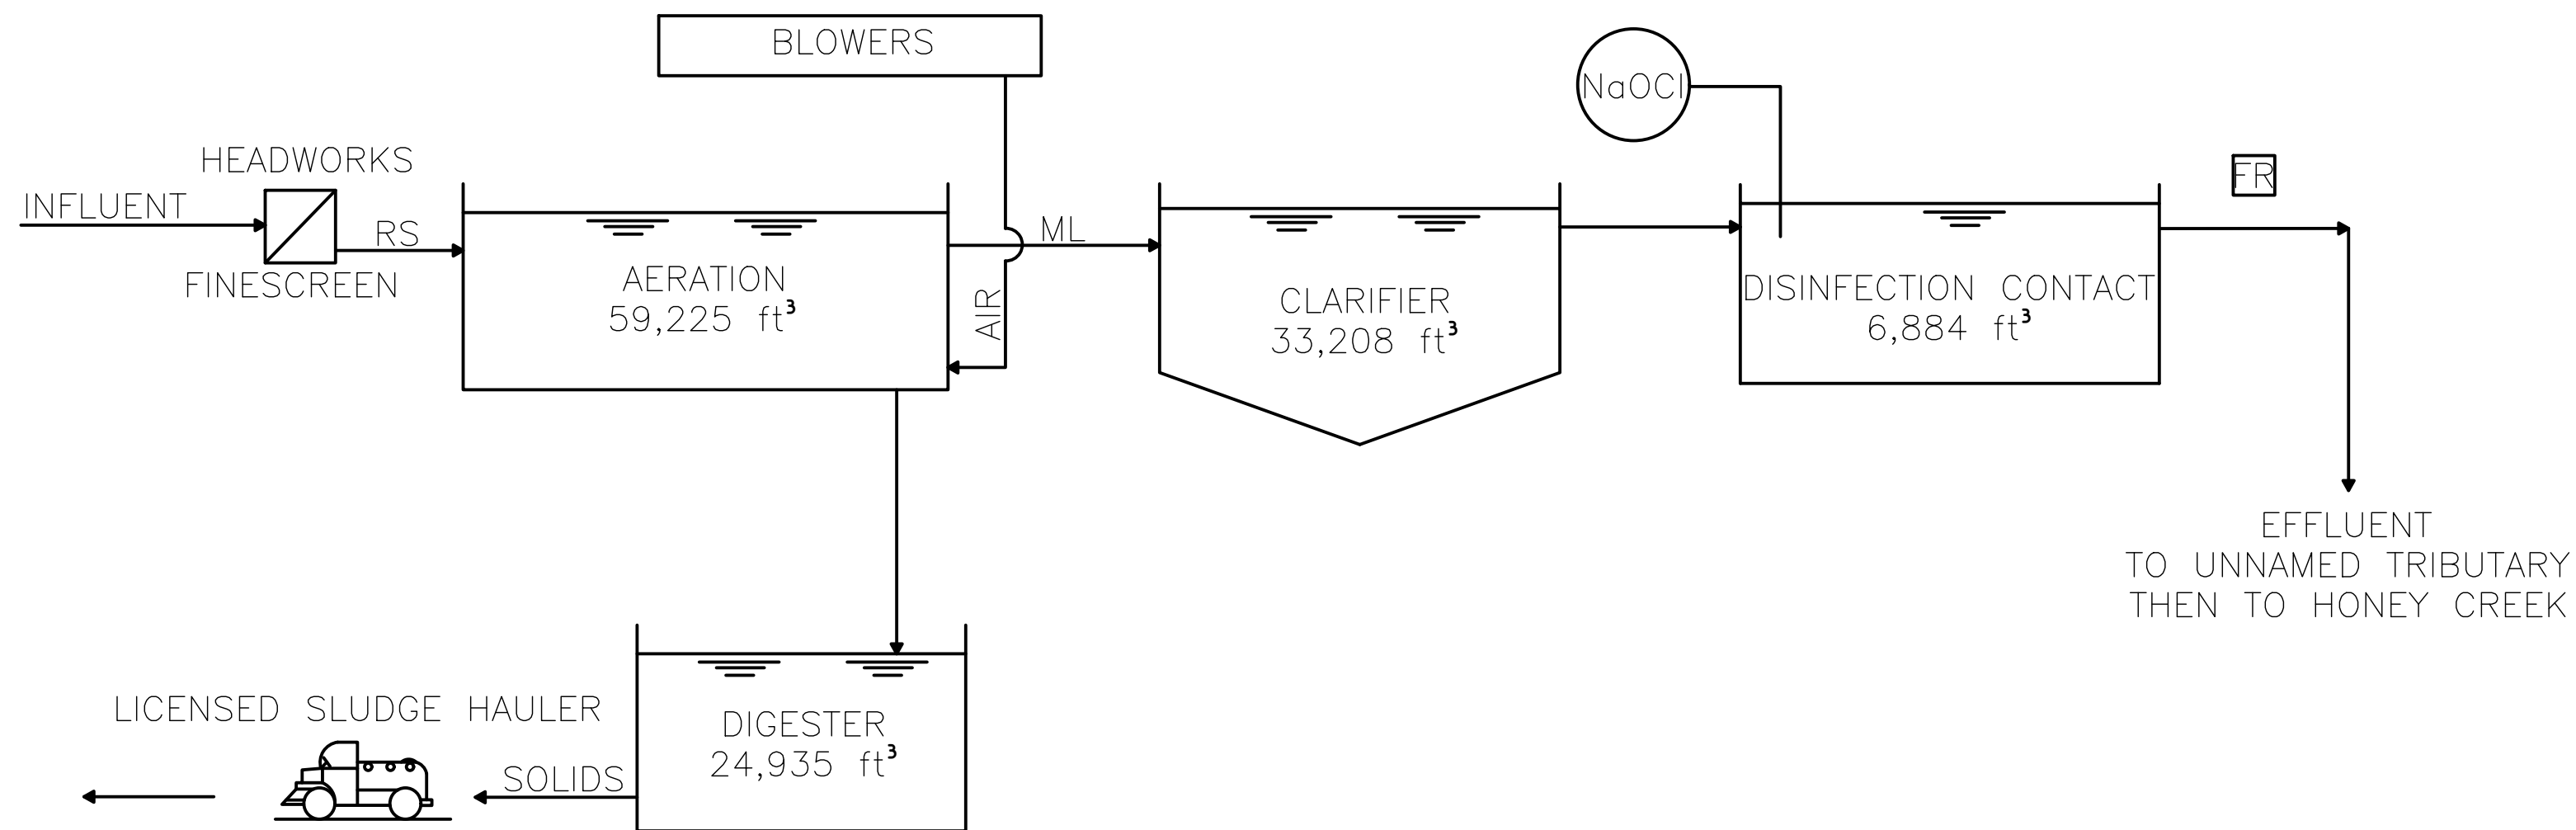 BLOWERS
NaOCl
HEADWORKS
INFLUENT
RS
FINESCREEN
AERATION
59,225 ft³
AIR
ML
CLARIFIER
33,208 ft³
DISINFECTION CONTACT
6,884 ft³
FR
EFFLUENT
TO UNNAMED TRIBUTARY
THEN TO HONEY CREEK
LICENSED SLUDGE HAULER
SOLIDS
DIGESTER
24,935 ft³